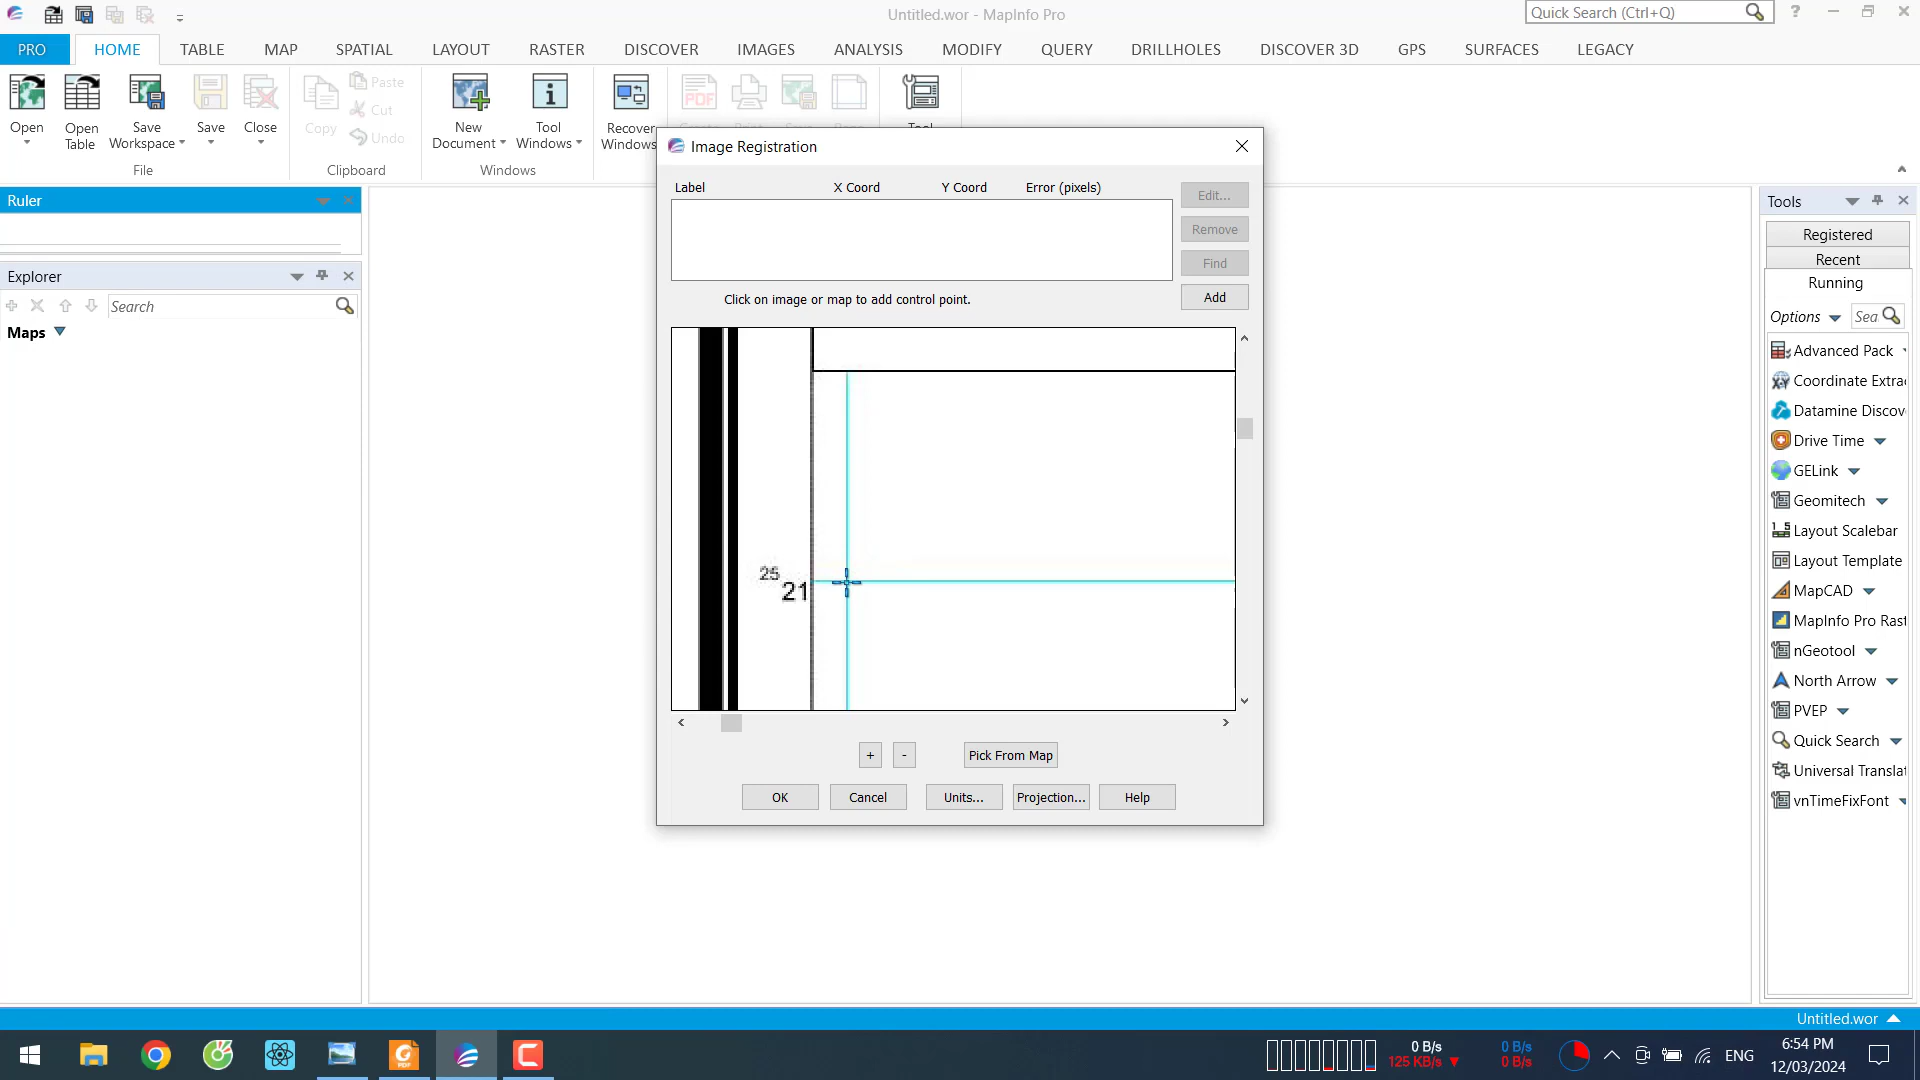 Untitled.wor - MapInfo Pro
Quick Search (Ctrl+Q)
?
PRO HOME TABLE MAP SPATIAL LAYOUT RASTER DISCOVER IMAGES ANALYSIS MODIFY QUERY DRILLHOLES DISCOVER 3D GPS SURFACES LEGACY
Open
Open Table
Save Workspace
Save
Close
Copy
Paste
Cut
Undo
New Document
Tool Windows
Recover Windows
PDF
Tool
File
Clipboard
Windows
Ruler
Explorer
Search
Maps
Image Registration
Label X Coord Y Coord Error (pixels)
Edit...
Remove
Find
Add
Click on image or map to add control point.
25
21
+ - Pick From Map
OK Cancel Units... Projection... Help
Tools
Registered
Recent
Running
Options
Sea
Advanced Pack
Coordinate Extra
Datamine Discov
Drive Time
GELink
Geomitech
Layout Scalebar
Layout Template
MapCAD
MapInfo Pro Rast
nGeotool
North Arrow
PVEP
Quick Search
Universal Translat
vnTimeFixFont
Untitled.wor
0 B/s
125 KB/s
0 B/s
0 B/s
ENG
6:54 PM
12/03/2024